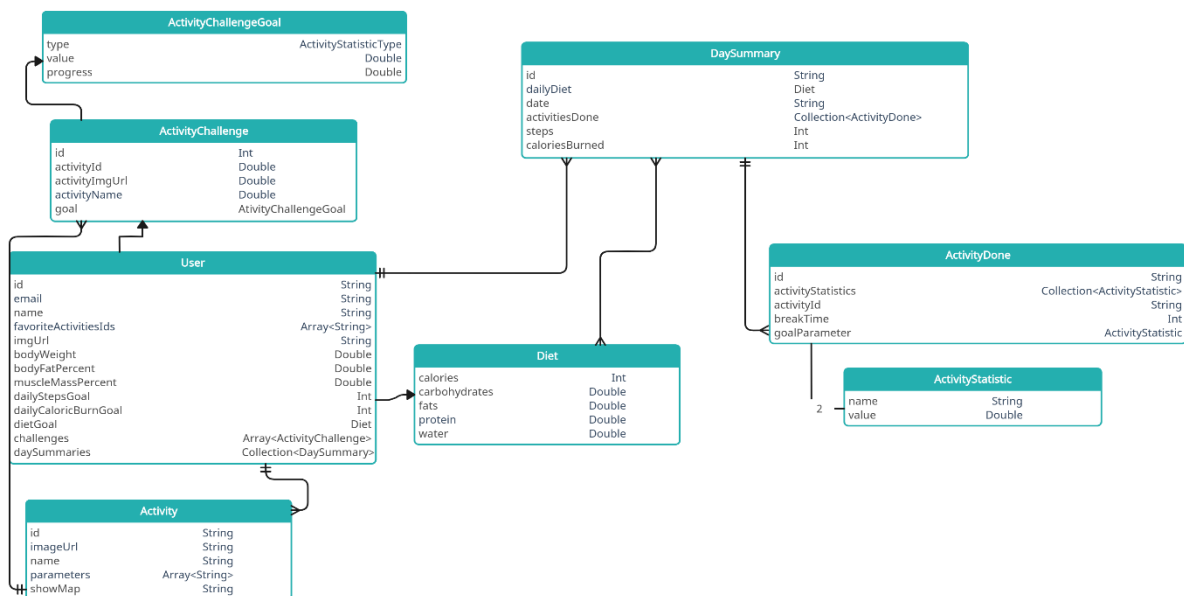 ActivityChallengeGoal
type ActivityStatisticType
value Double
progress Double
DaySummary
id String
dailyDiet Diet
date String
activitiesDone Collection<ActivityDone>
steps Int
caloriesBurned Int
ActivityChallenge
id Int
activityId Double
activityImgUrl Double
activityName Double
goal AtivityChallengeGoal
User
id String
email String
name String
favoriteActivitiesIds Array<String>
imgUrl String
bodyWeight Double
bodyFatPercent Double
muscleMassPercent Double
dailyStepsGoal Int
dailyCaloricBurnGoal Int
dietGoal Diet
challenges Array<ActivityChallenge>
daySummaries Collection<DaySummary>
ActivityDone
id String
activityStatistics Collection<ActivityStatistic>
activityId String
breakTime Int
goalParameter ActivityStatistic
Diet
calories Int
carbohydrates Double
fats Double
protein Double
water Double
ActivityStatistic
name String
value Double
2
Activity
id String
imageUrl String
name String
parameters Array<String>
showMap String